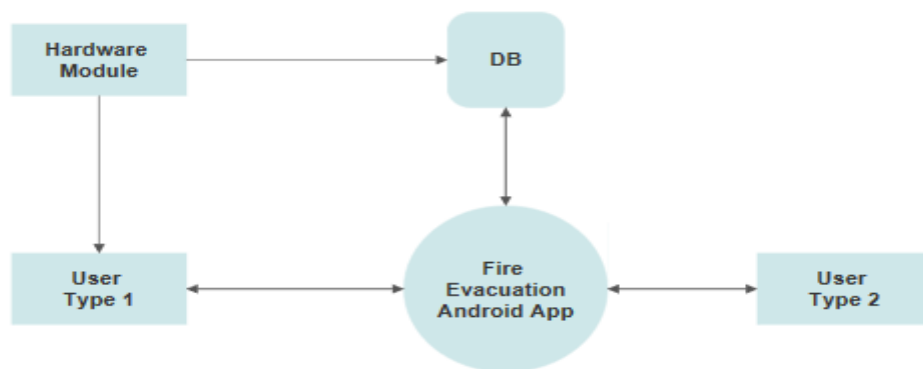 Hardware
Module
DB
User
Type 1
Fire
Evacuation
Android App
User
Type 2